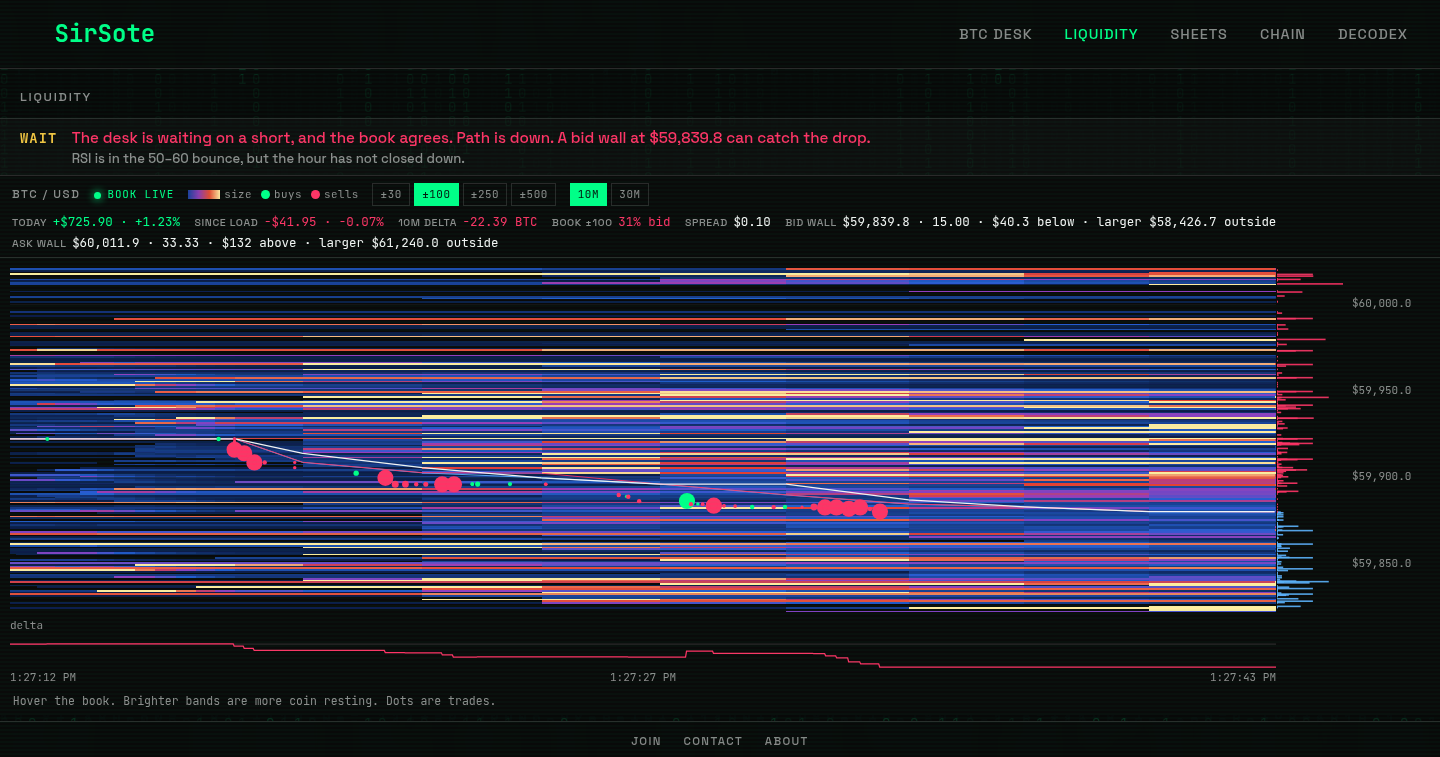 SirSote
BTC DESK LIQUIDITY SHEETS CHAIN DECODEX
LIQUIDITY
WAIT The desk is waiting on a short, and the book agrees. Path is down. A bid wall at $59,839.8 can catch the drop.
RSI is in the 50–60 bounce, but the hour has not closed down.
BTC / USD BOOK LIVE size buys sells ±30 ±100 ±250 ±500 10M 30M
TODAY +$725.90 · +1.23% SINCE LOAD -$41.95 · -0.07% 10M DELTA -22.39 BTC BOOK ±100 31% bid SPREAD $0.10 BID WALL $59,839.8 · 15.00 · $40.3 below · larger $58,426.7 outside
ASK WALL $60,011.9 · 33.33 · $132 above · larger $61,240.0 outside
$60,000.0
$59,950.0
$59,900.0
$59,850.0
delta
1:27:12 PM 1:27:27 PM 1:27:43 PM
Hover the book. Brighter bands are more coin resting. Dots are trades.
JOIN CONTACT ABOUT